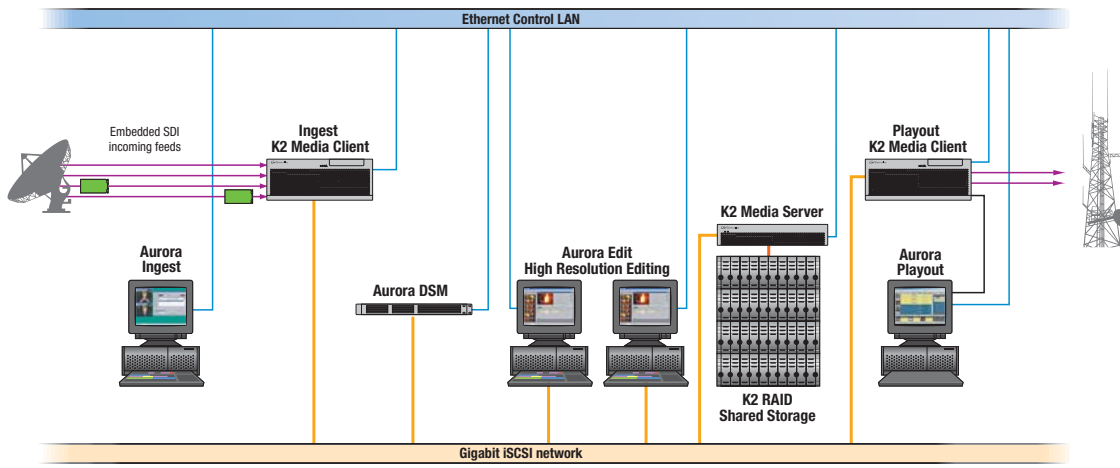 Ethernet Control LAN
Embedded SDI
incoming feeds
Ingest
K2 Media Client
Playout
K2 Media Client
K2 Media Server
Aurora
Ingest
Aurora DSM
Aurora Edit
High Resolution Editing
Aurora
Playout
K2 RAID
Shared Storage
Gigabit iSCSI network